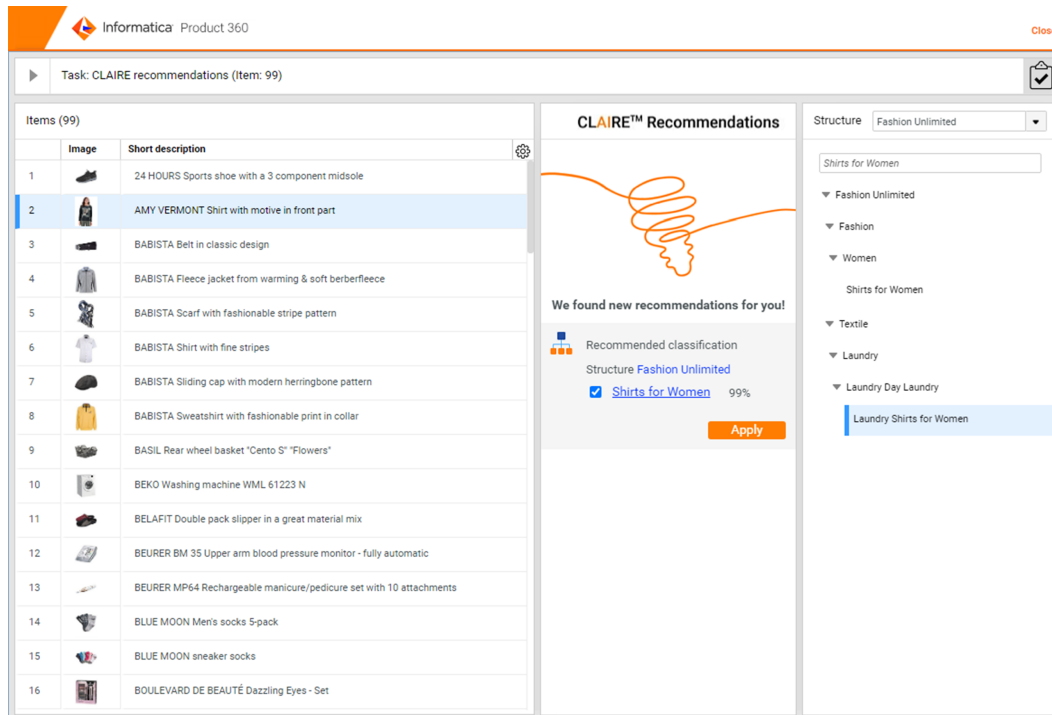 Informatica Product 360
Task: CLAIRE recommendations (Item: 99)
Items (99)
Image Short description
1 24 HOURS Sports shoe with a 3 component midsole
2 AMY VERMONT Shirt with motive in front part
3 BABISTA Belt in classic design
4 BABISTA Fleece jacket from warming & soft berberfleece
5 BABISTA Scarf with fashionable stripe pattern
6 BABISTA Shirt with fine stripes
7 BABISTA Sliding cap with modern herringbone pattern
8 BABISTA Sweatshirt with fashionable print in collar
9 BASIL Rear wheel basket "Cento S" "Flowers"
10 BEKO Washing machine WML 61223 N
11 BELAFIT Double pack slipper in a great material mix
12 BEURER BM 35 Upper arm blood pressure monitor - fully automatic
13 BEURER MP64 Rechargeable manicure/pedicure set with 10 attachments
14 BLUE MOON Men's socks 5-pack
15 BLUE MOON sneaker socks
16 BOULEVARD DE BEAUTÉ Dazzling Eyes - Set
CLAIRE™ Recommendations
We found new recommendations for you!
Recommended classification
Structure Fashion Unlimited
Shirts for Women 99%
Apply
Structure Fashion Unlimited
Shirts for Women
Fashion Unlimited
Fashion
Women
Shirts for Women
Textile
Laundry
Laundry Day Laundry
Laundry Shirts for Women